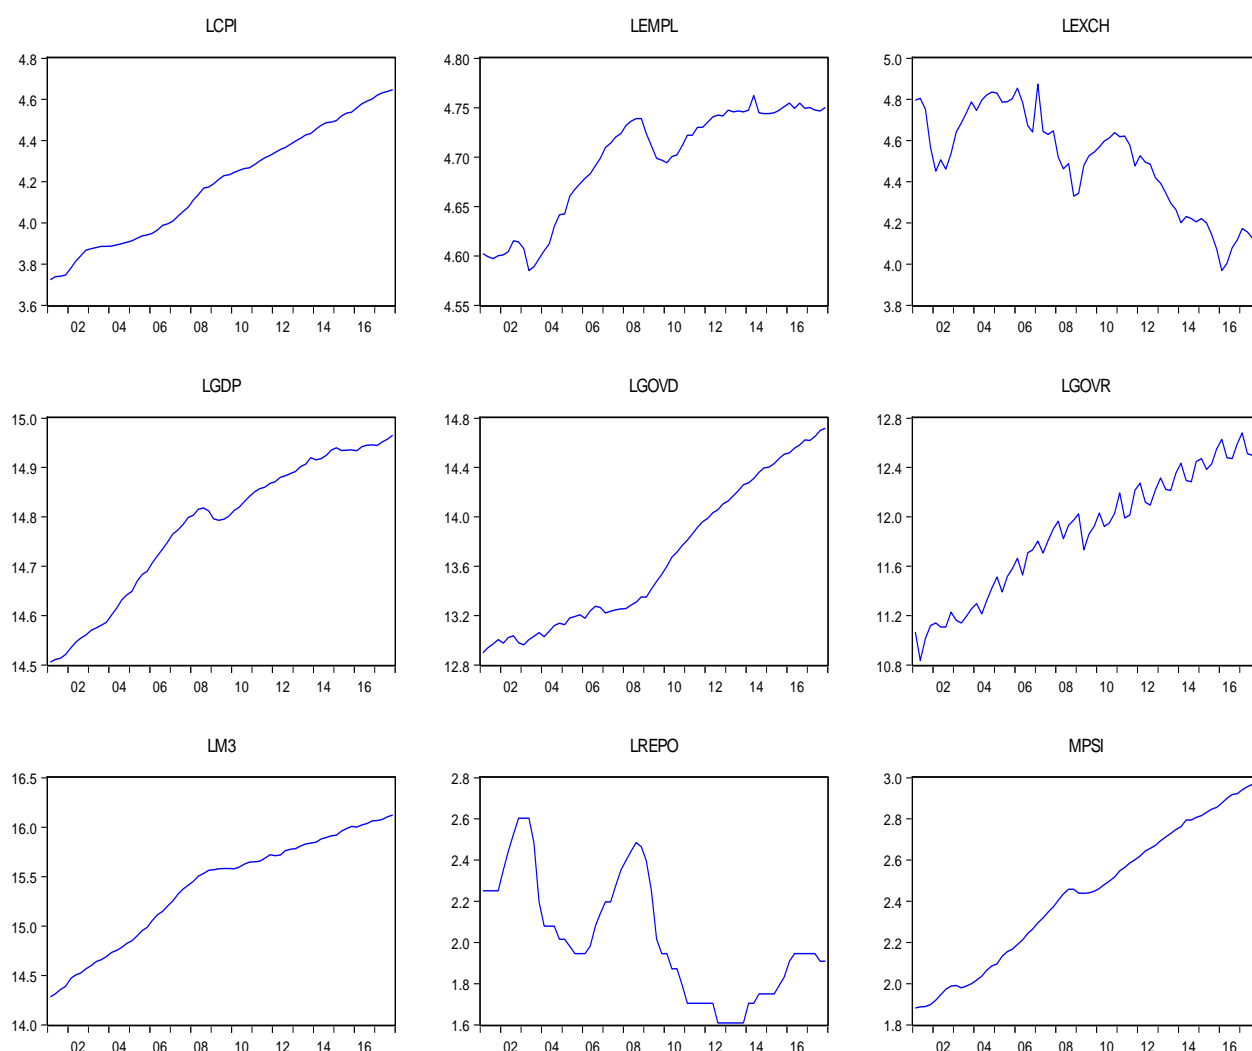 LCPI LEMPL LEXCH
4.8 4.80 5.0
4.6 4.75 4.8
4.4 4.70 4.6
4.2 4.65 4.4
4.0 4.60 4.2
3.8 4.55 4.0
3.6 3.8
02 04 06 08 10 12 14 16 02 04 06 08 10 12 14 16 02 04 06 08 10 12 14 16
LGDP LGOVD LGOVR
15.0 14.8 12.8
14.9 14.4 12.4
14.8 14.0 12.0
14.7 13.6 11.6
14.6 13.2 11.2
14.5 12.8 10.8
02 04 06 08 10 12 14 16 02 04 06 08 10 12 14 16 02 04 06 08 10 12 14 16
LM3 LREPO MPSI
16.5 2.8 3.0
16.0 2.6 2.8
15.5 2.4 2.6
15.0 2.2 2.4
14.5 2.0 2.2
14.0 1.8 2.0
1.6 1.8
02 04 06 08 10 12 14 16 02 04 06 08 10 12 14 16 02 04 06 08 10 12 14 16